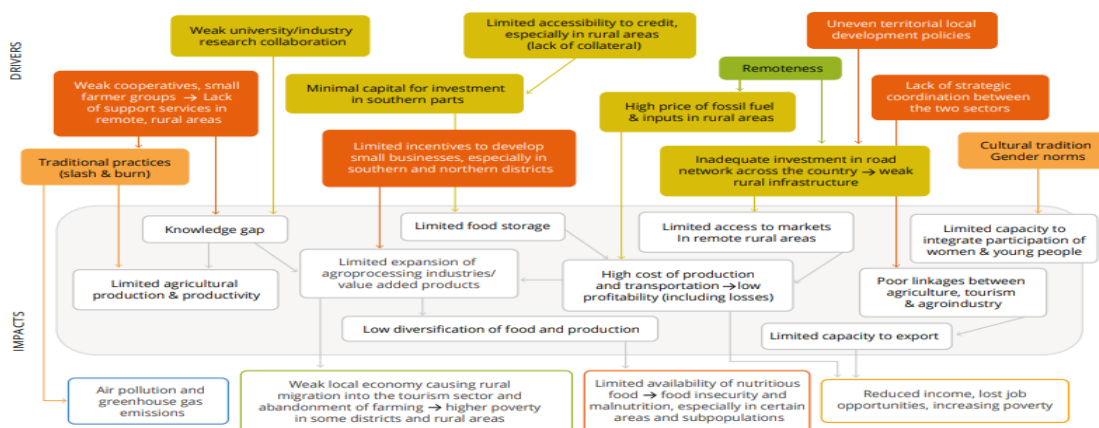 DRIVERS
Weak university/industry
research collaboration
Limited accessibility to credit,
especially in rural areas
(lack of collateral)
Uneven territorial local
development policies
Weak cooperatives, small
farmer groups → Lack
of support services in
remote, rural areas
Minimal capital for investment
in southern parts
Remoteness
High price of fossil fuel
& inputs in rural areas
Lack of strategic
coordination between
the two sectors
Traditional practices
(slash & burn)
Limited incentives to develop
small businesses, especially in
southern and northern districts
Inadequate investment in road
network across the country → weak
rural infrastructure
Cultural tradition
Gender norms
IMPACTS
Knowledge gap
Limited food storage
Limited access to markets
In remote rural areas
Limited capacity to
integrate participation of
women & young people
Limited agricultural
production & productivity
Limited expansion of
agroprocessing industries/
value added products
High cost of production
and transportation → low
profitability (including losses)
Poor linkages between
agriculture, tourism
& agroindustry
Low diversification of food and production
Limited capacity to export
Air pollution and
greenhouse gas
emissions
Weak local economy causing rural
migration into the tourism sector and
abandonment of farming → higher poverty
in some districts and rural areas
Limited availability of nutritious
food → food insecurity and
malnutrition, especially in certain
areas and subpopulations
Reduced income, lost job
opportunities, increasing poverty